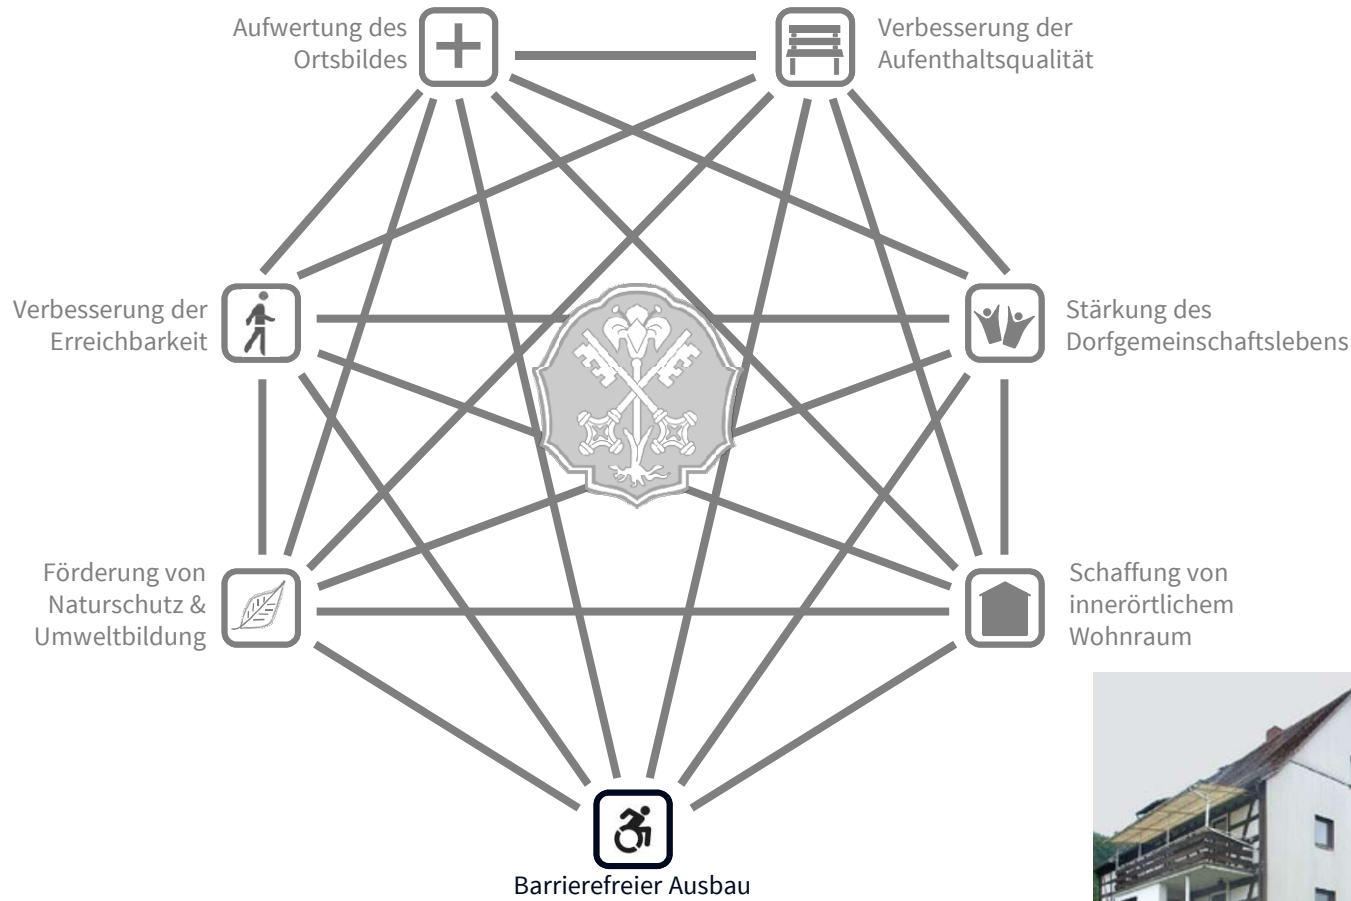 Aufwertung des
Ortsbildes
Verbesserung der
Aufenthaltsqualität
Verbesserung der
Erreichbarkeit
Stärkung des
Dorfgemeinschaftslebens
Förderung von
Naturschutz &
Umweltbildung
Schaffung von
innerörtlichem
Wohnraum
Barrierefreier Ausbau